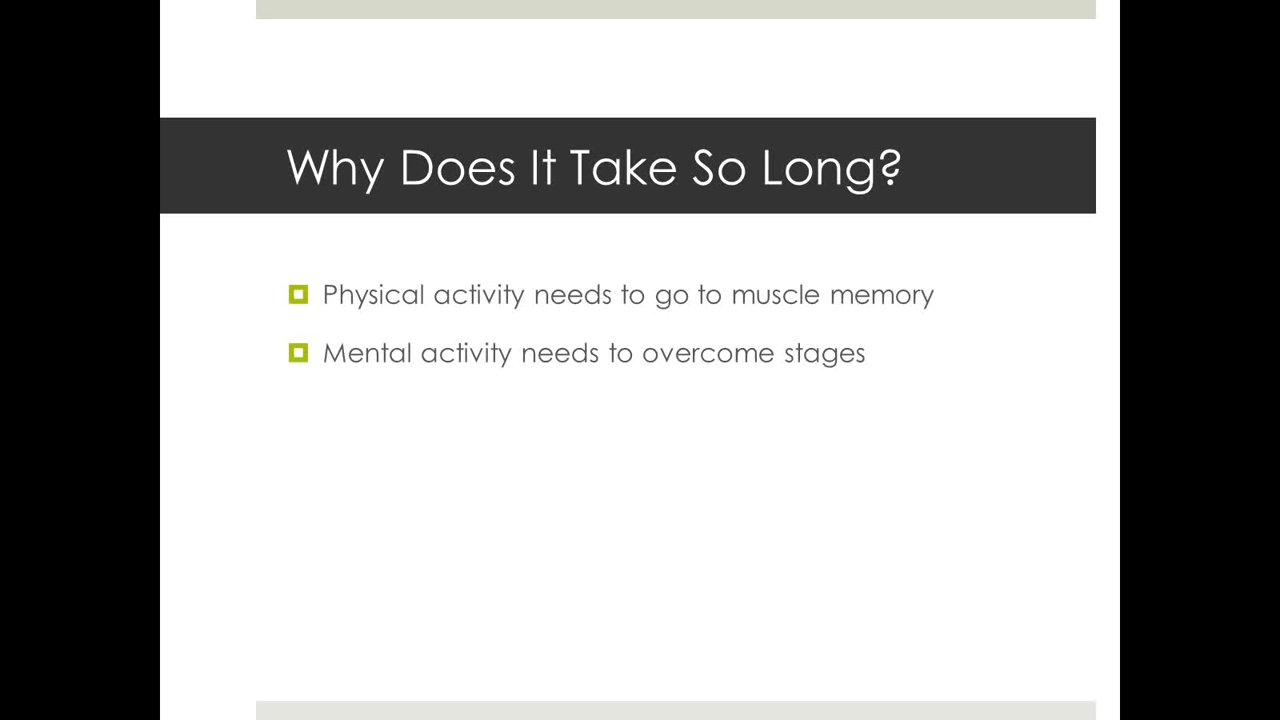 Why Does It Take So Long?
Physical activity needs to go to muscle memory
Mental activity needs to overcome stages